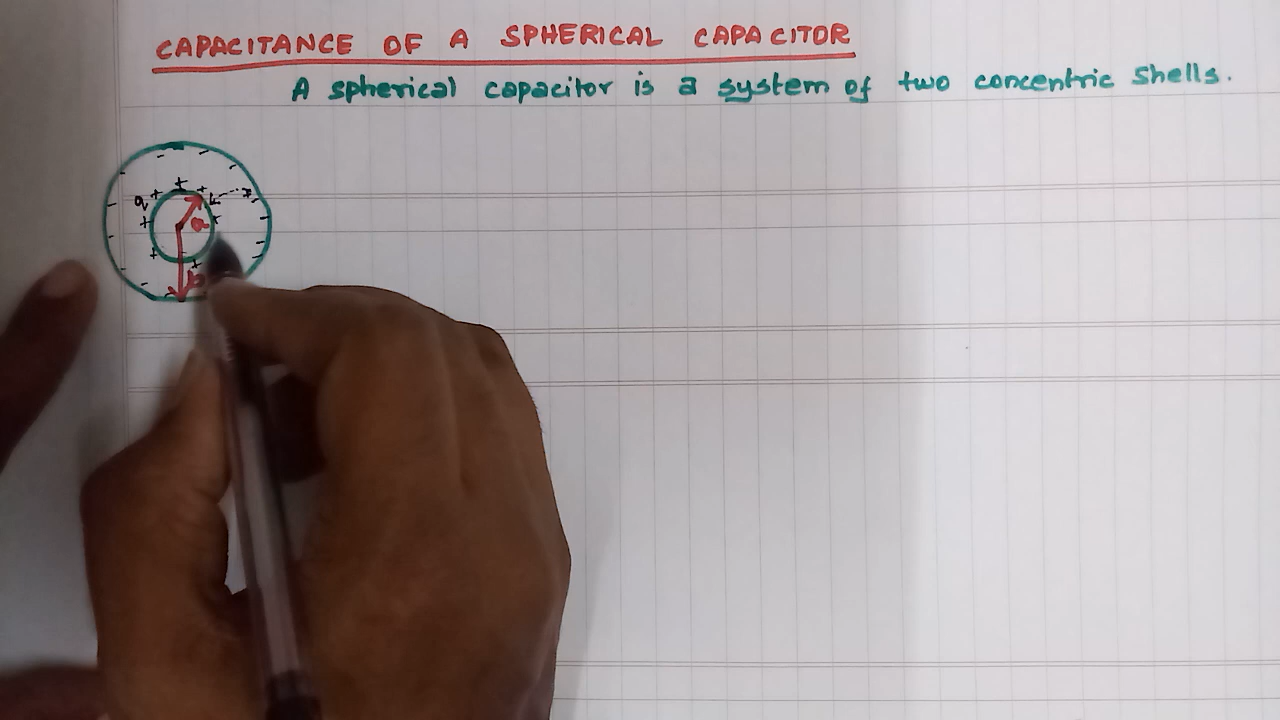 CAPACITANCE OF A SPHERICAL CAPACITOR
A spherical capacitor is a system of two concentric shells.
q
a
b